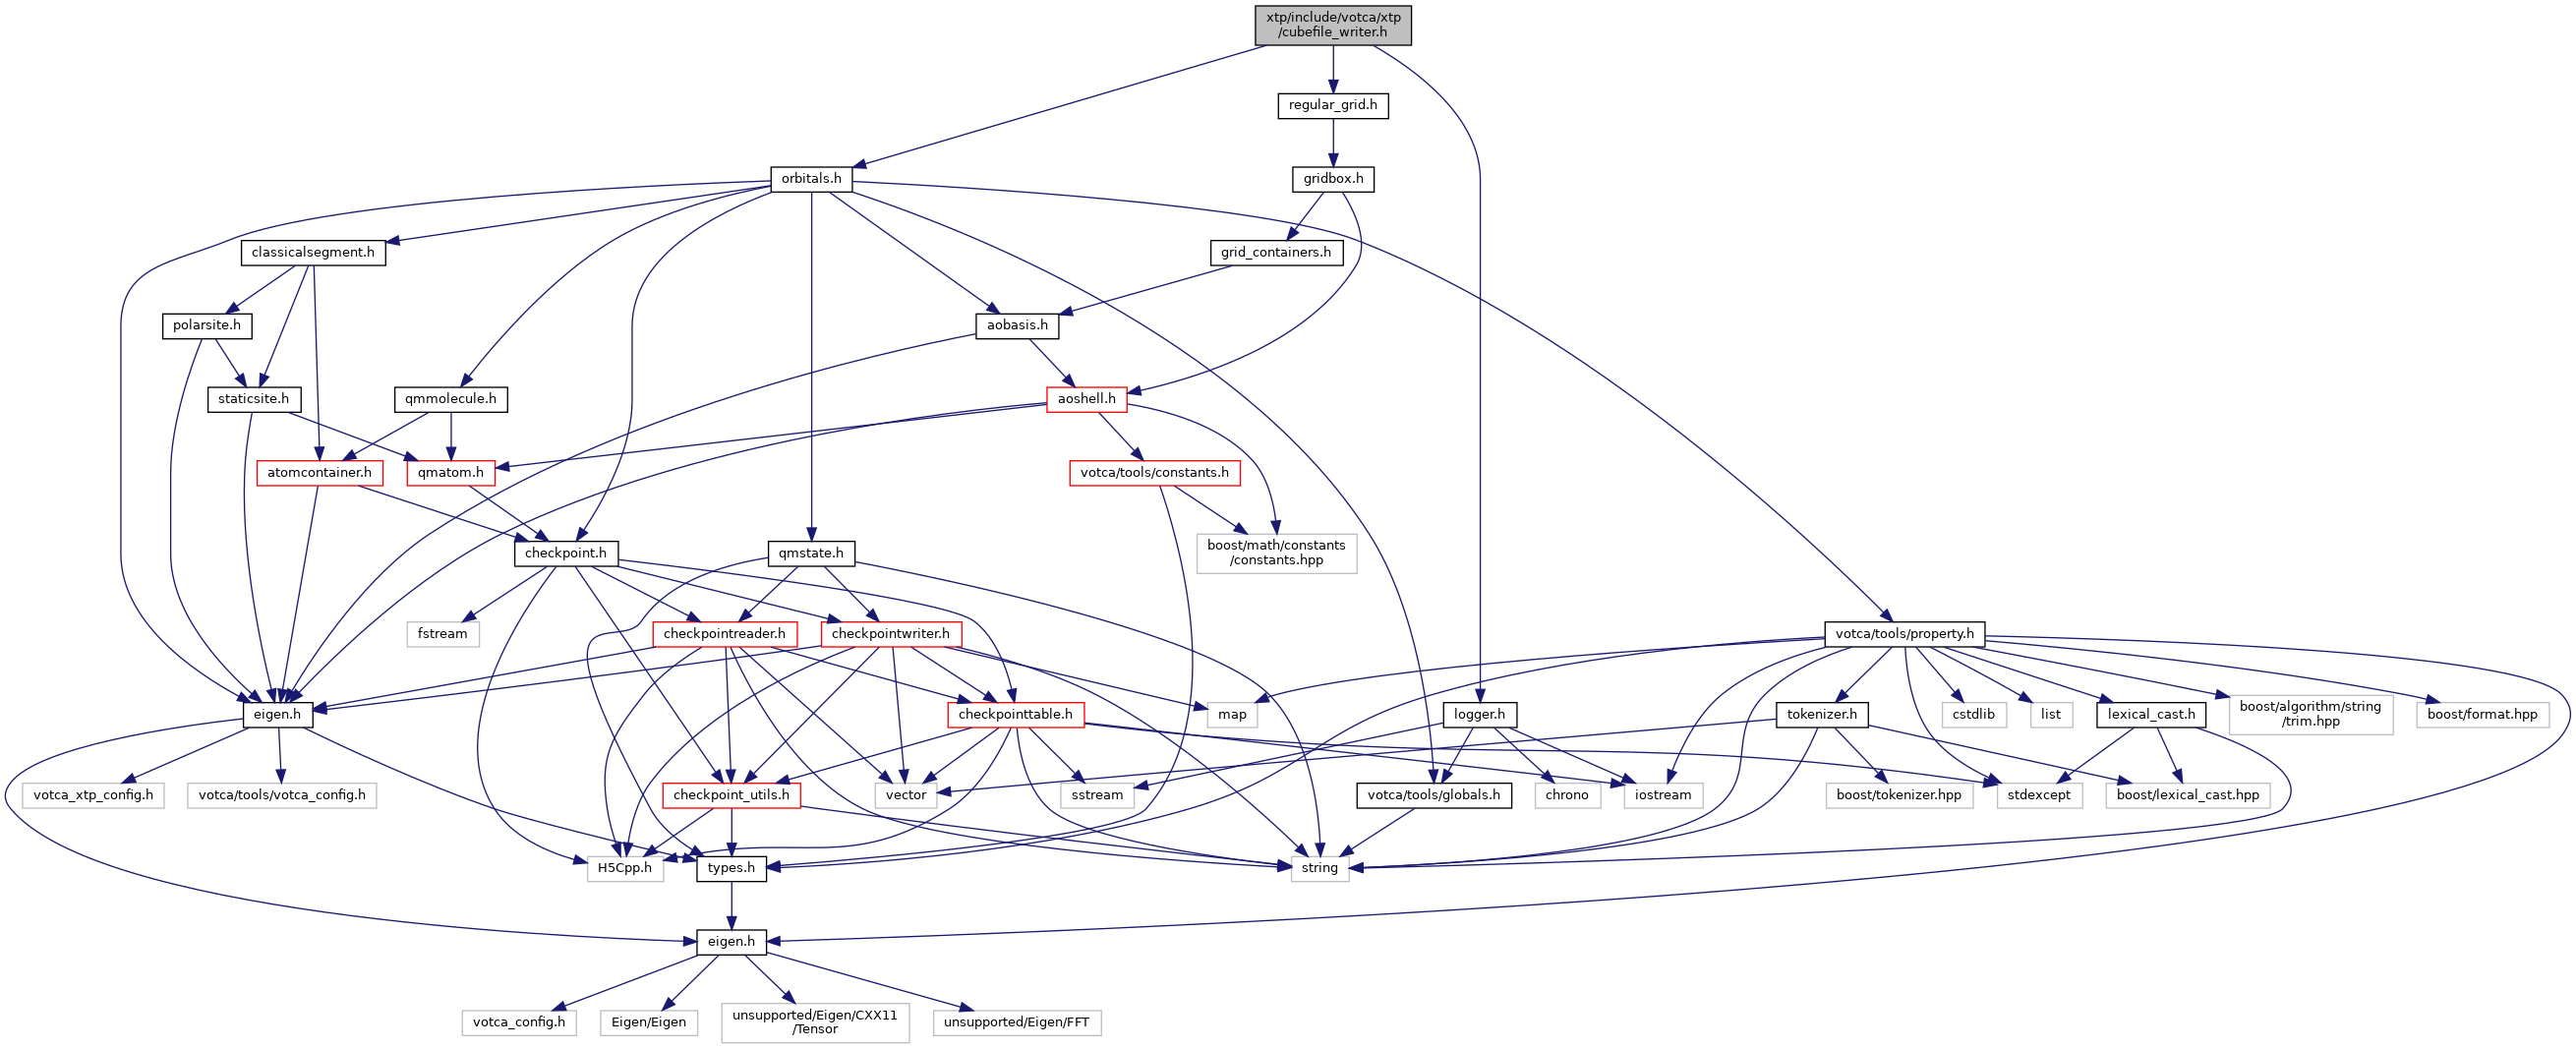 xtp/include/votca/xtp
/cubefile_writer.h
regular_grid.h
orbitals.h
gridbox.h
classicalsegment.h
grid_containers.h
polarsite.h
aobasis.h
staticsite.h
qmmolecule.h
aoshell.h
atomcontainer.h
qmatom.h
votca/tools/constants.h
checkpoint.h
qmstate.h
boost/math/constants
/constants.hpp
fstream
checkpointreader.h
checkpointwriter.h
votca/tools/property.h
eigen.h
checkpointtable.h
map
logger.h
tokenizer.h
cstdlib
list
lexical_cast.h
boost/algorithm/string
/trim.hpp
boost/format.hpp
votca_xtp_config.h
votca/tools/votca_config.h
checkpoint_utils.h
vector
sstream
votca/tools/globals.h
chrono
iostream
boost/tokenizer.hpp
stdexcept
boost/lexical_cast.hpp
H5Cpp.h
types.h
string
eigen.h
votca_config.h
Eigen/Eigen
unsupported/Eigen/CXX11
/Tensor
unsupported/Eigen/FFT